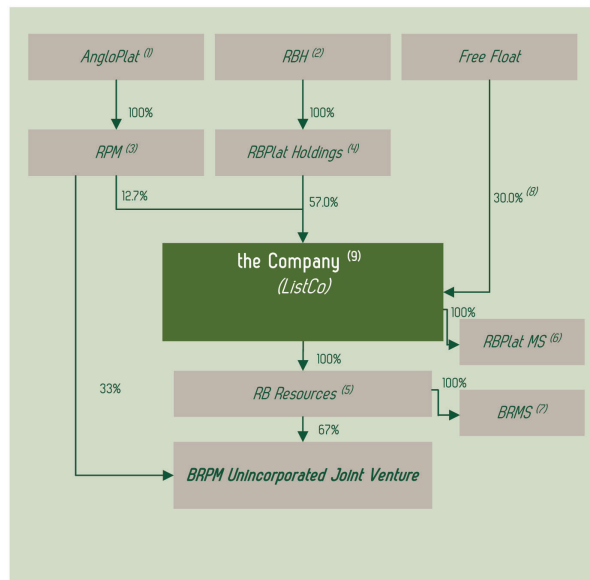 AngloPlat (1)
RBH (2)
Free Float
100%
100%
RPM (3)
RBPlat Holdings (4)
12.7%
57.0%
30.0% (8)
the Company (9)
(ListCo)
100%
RBPlat MS (6)
100%
33%
RB Resources (5)
100%
BRMS (7)
67%
BRPM Unincorporated Joint Venture